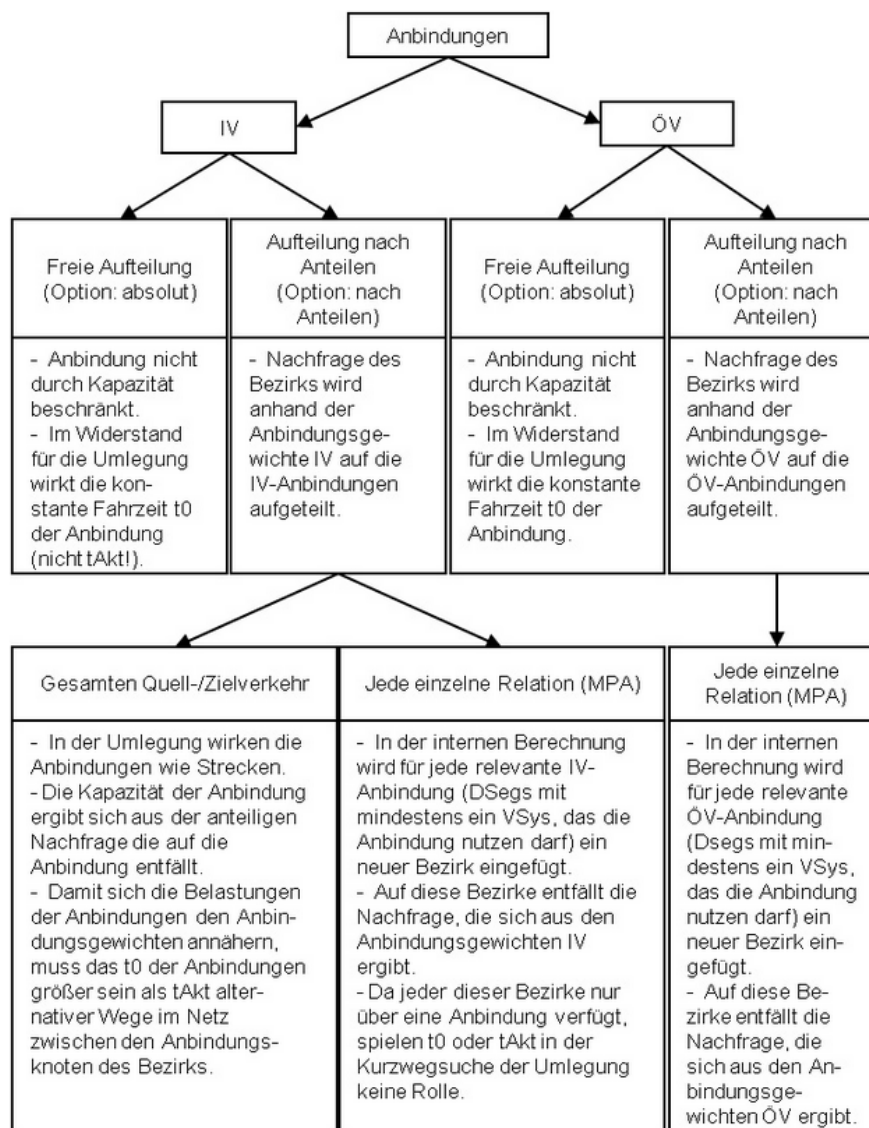 Anbindungen
IV
ÖV
Freie Aufteilung
(Option: absolut)
Aufteilung nach
Anteilen
(Option: nach
Anteilen)
Freie Aufteilung
(Option: absolut)
Aufteilung nach
Anteilen
(Option: nach
Anteilen)
- Anbindung nicht
durch Kapazität
beschränkt.
- Im Widerstand
für die Umlegung
wirkt die kon-
stante Fahrzeit t0
der Anbindung
(nicht tAkt!).
- Nachfrage des
Bezirks wird
anhand der
Anbindungsge-
wichte IV auf die
IV-Anbindungen
aufgeteilt.
- Anbindung nicht
durch Kapazität
beschränkt.
- Im Widerstand
für die Umlegung
wirkt die konstante
Fahrzeit t0 der
Anbindung.
- Nachfrage des
Bezirks wird
anhand der
Anbindungsge-
wichte ÖV auf die
ÖV-Anbindungen
aufgeteilt.
Gesamten Quell-/Zielverkehr
Jede einzelne Relation (MPA)
Jede einzelne
Relation (MPA)
- In der Umlegung wirken die
Anbindungen wie Strecken.
- Die Kapazität der Anbindung
ergibt sich aus der anteiligen
Nachfrage die auf die
Anbindung entfällt.
- Damit sich die Belastungen
der Anbindungen den Anbin-
dungsgewichten annähern,
muss das t0 der Anbindungen
größer sein als tAkt alter-
nativer Wege im Netz
zwischen den Anbindungs-
knoten des Bezirks.
- In der internen Berechnung
wird für jede relevante IV-
Anbindung (DSegs mit
mindestens ein VSys, das die
Anbindung nutzen darf) ein
neuer Bezirk eingefügt.
- Auf diese Bezirke entfällt die
Nachfrage, die sich aus den
Anbindungsgewichten IV
ergibt.
- Da jeder dieser Bezirke nur
über eine Anbindung verfügt,
spielen t0 oder tAkt in der
Kurzwegsuche der Umlegung
keine Rolle.
- In der internen
Berechnung wird
für jede relevante
ÖV-Anbindung
(Dsegs mit min-
destens ein VSys,
das die Anbindung
nutzen darf) ein
neuer Bezirk ein-
gefügt.
- Auf diese Be-
zirke entfällt die
Nachfrage, die
sich aus den An-
bindungsge-
wichten ÖV ergibt.